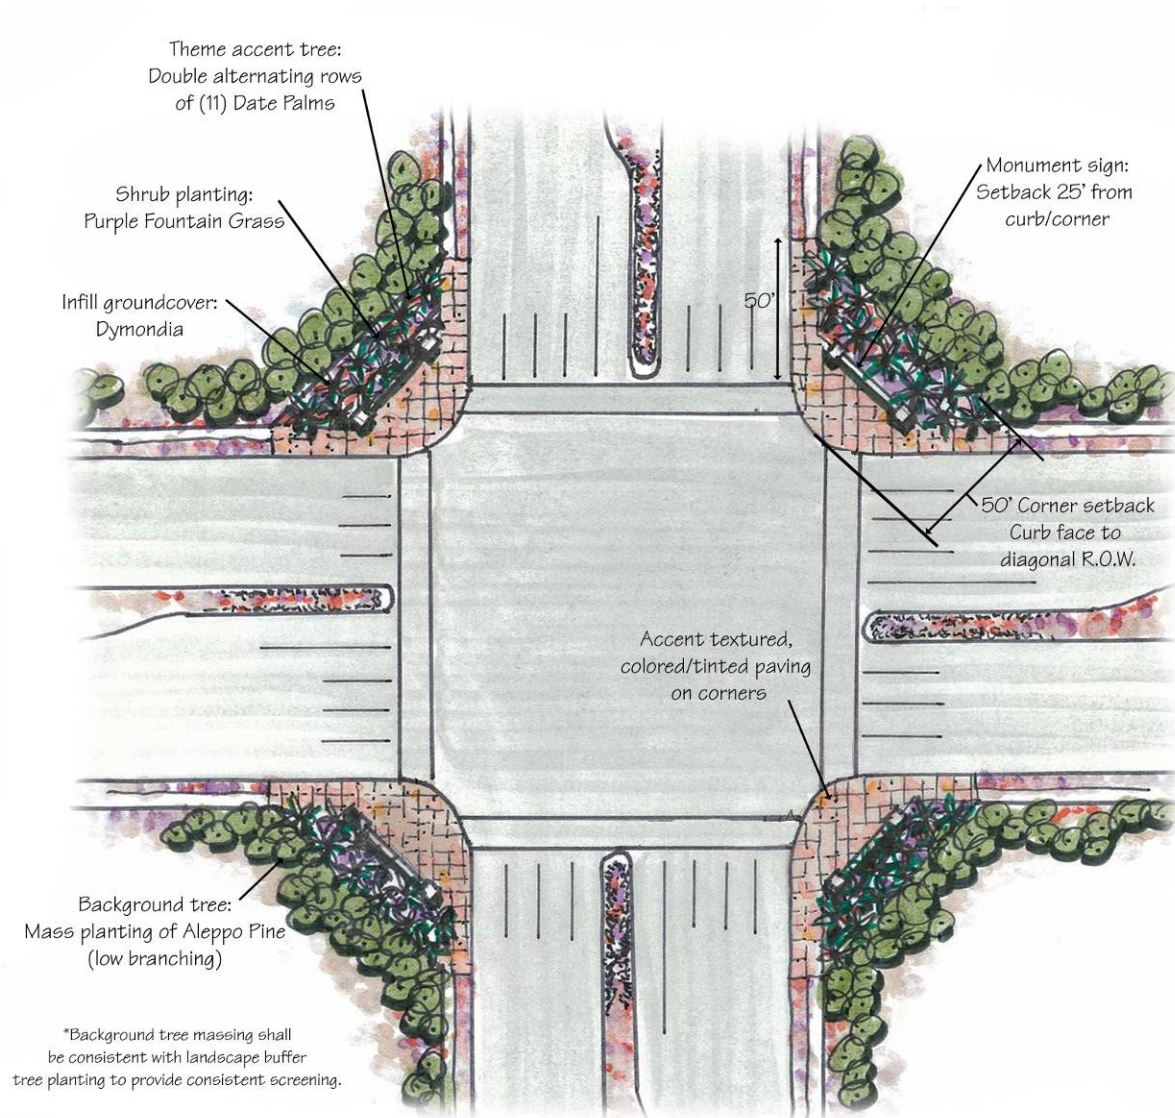 Theme accent tree:
Double alternating rows
of (11) Date Palms
Shrub planting:
Purple Fountain Grass
Infill groundcover:
Dymondia
Monument sign:
Setback 25' from
curb/corner
50'
50' Corner setback
Curb face to
diagonal R.O.W.
Accent textured,
colored/tinted paving
on corners
Background tree:
Mass planting of Aleppo Pine
(low branching)
*Background tree massing shall
be consistent with landscape buffer
tree planting to provide consistent screening.